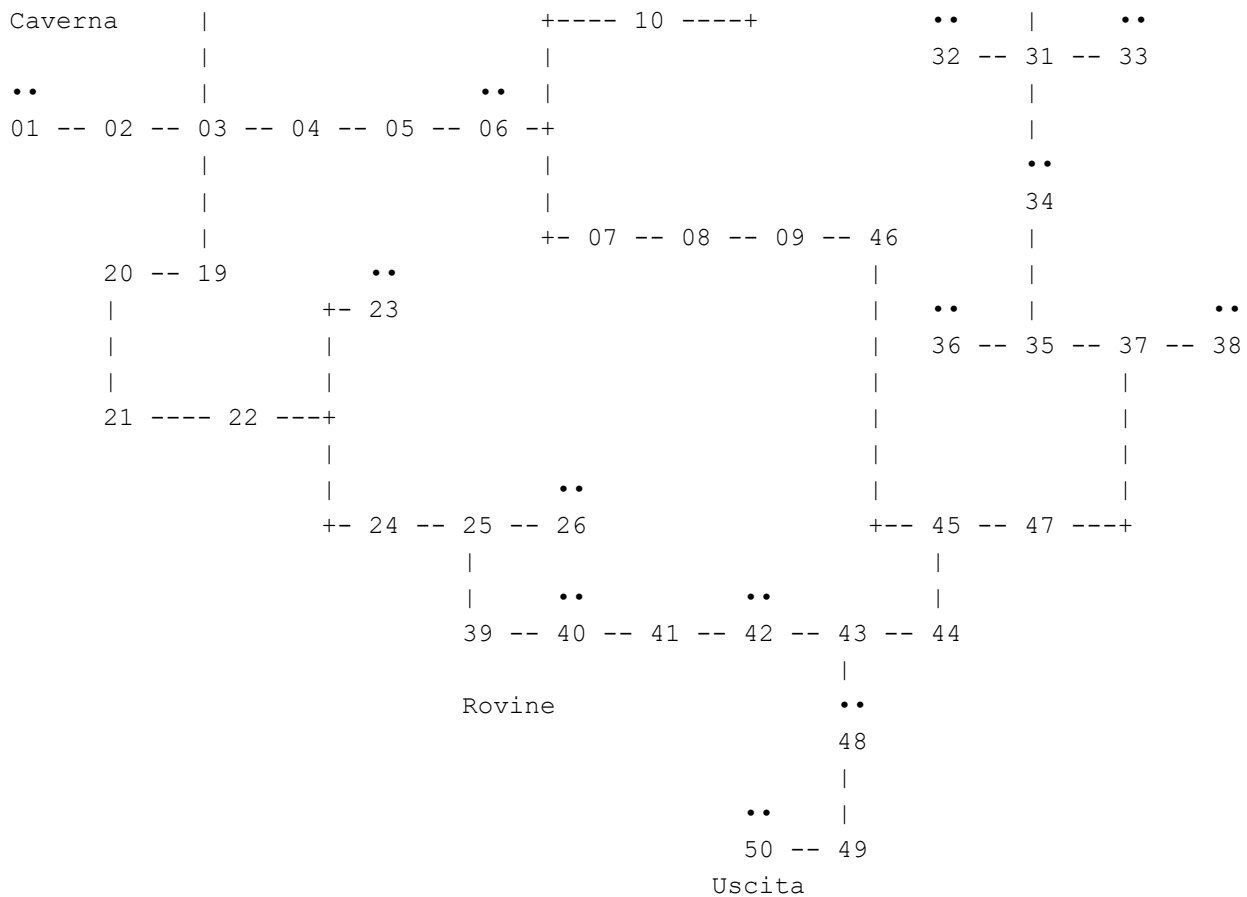 Caverna | +---- 10 ----+ •• | ••
| | 32 -- 31 -- 33
•• | •• | |
01 -- 02 -- 03 -- 04 -- 05 -- 06 -+ |
| | ••
| | 34
| +- 07 -- 08 -- 09 -- 46 |
20 -- 19 •• | |
| +- 23 | •• | ••
| | | 36 -- 35 -- 37 -- 38
| | | |
21 ---- 22 ---+ | |
| | |
| •• | |
+- 24 -- 25 -- 26 +-- 45 -- 47 ---+
| |
| •• •• |
39 -- 40 -- 41 -- 42 -- 43 -- 44
|
Rovine ••
48
|
•• |
50 -- 49
Uscita